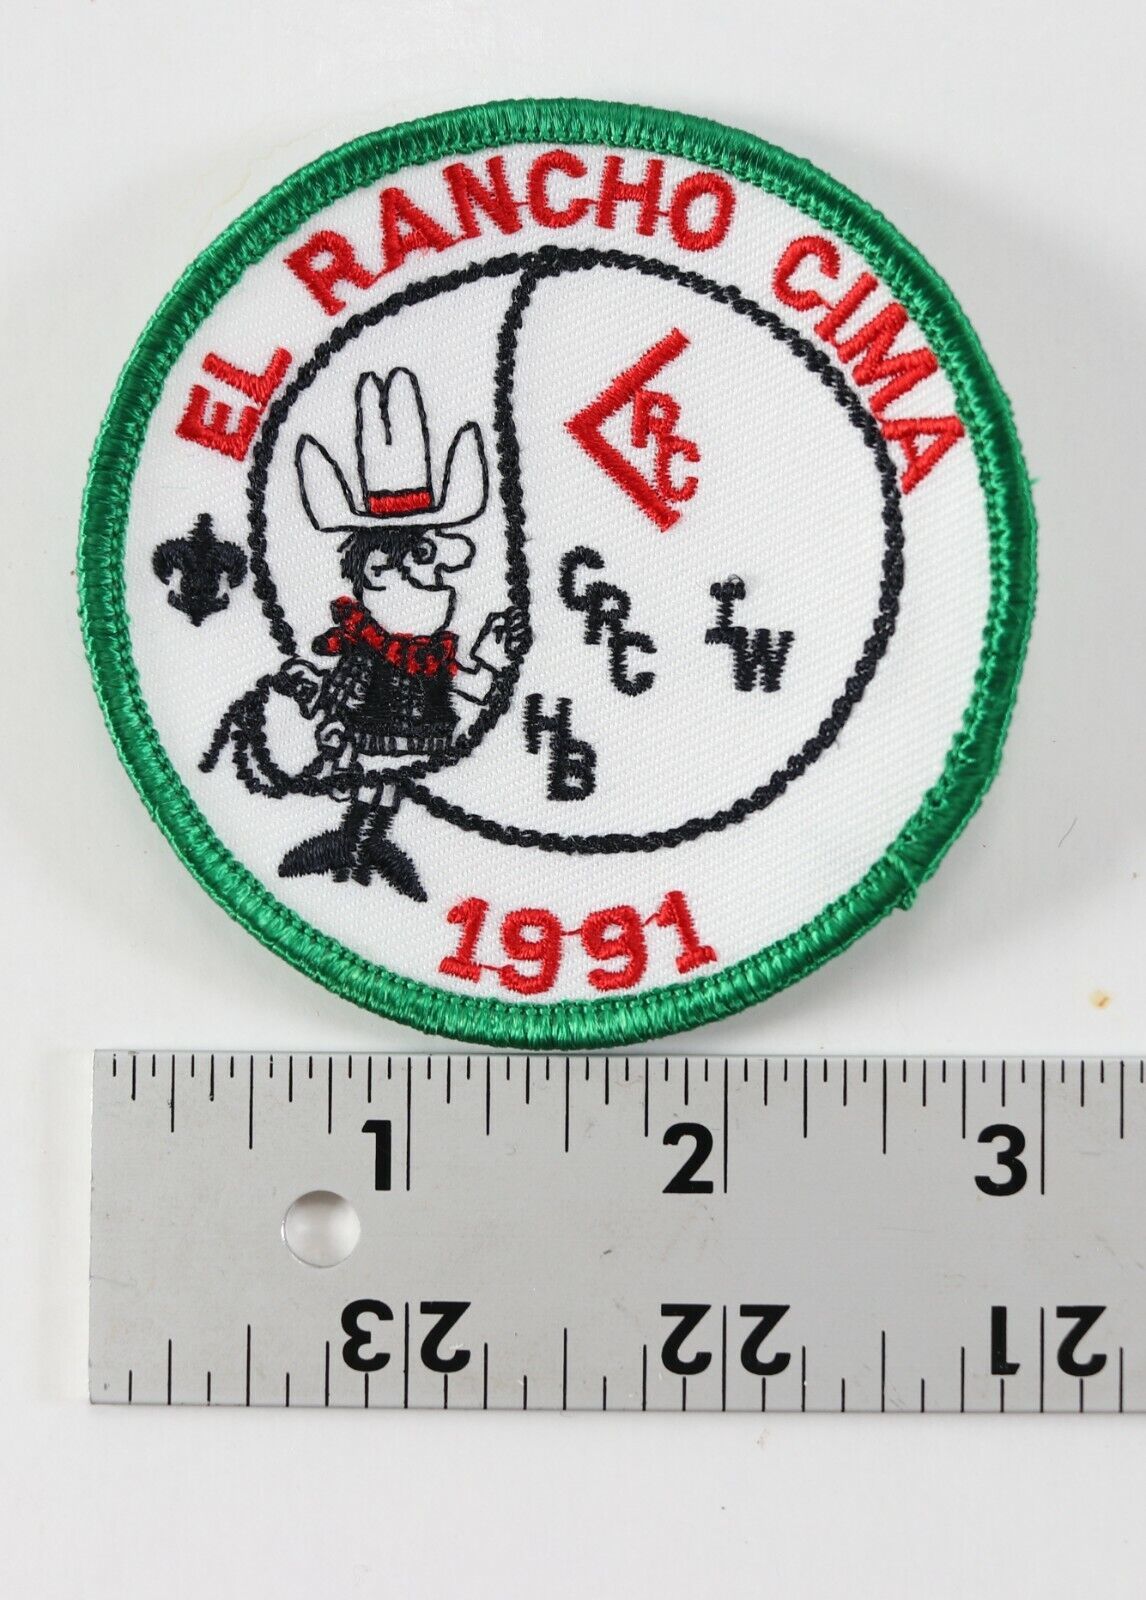 EL RANCHO CIMA
RC
CRC
IW
HB
1991
1 2 3
23 22 21